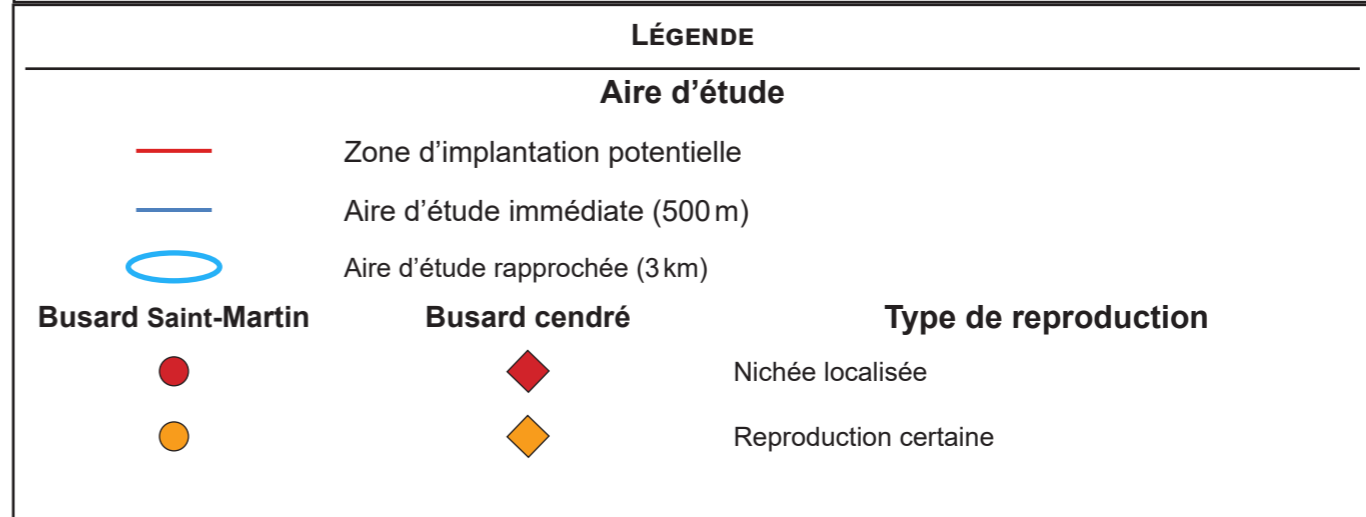 LÉGENDE
Aire d’étude
Zone d’implantation potentielle
Aire d’étude immédiate (500 m)
Aire d’étude rapprochée (3 km)
Busard Saint-Martin Busard cendré Type de reproduction
Nichée localisée
Reproduction certaine